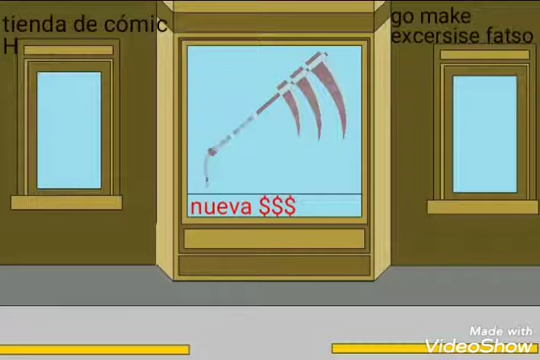 tienda de cómic
H
go make
excersise fatso
nueva $$$
Made with
VideoShow